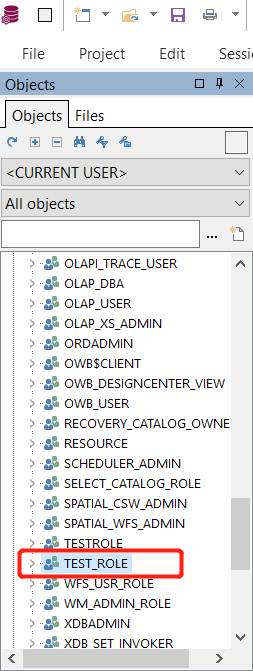 File Project Edit Sessi
Objects
Objects Files
<CURRENT USER>
All objects
...
OLAPI_TRACE_USER
OLAP_DBA
OLAP_USER
OLAP_XS_ADMIN
ORDADMIN
OWB$CLIENT
OWB_DESIGNCENTER_VIEW
OWB_USER
RECOVERY_CATALOG_OWNE
RESOURCE
SCHEDULER_ADMIN
SELECT_CATALOG_ROLE
SPATIAL_CSW_ADMIN
SPATIAL_WFS_ADMIN
TESTROLE
TEST_ROLE
WFS_USR_ROLE
WM_ADMIN_ROLE
XDBADMIN
XDB_SET_INVOKER